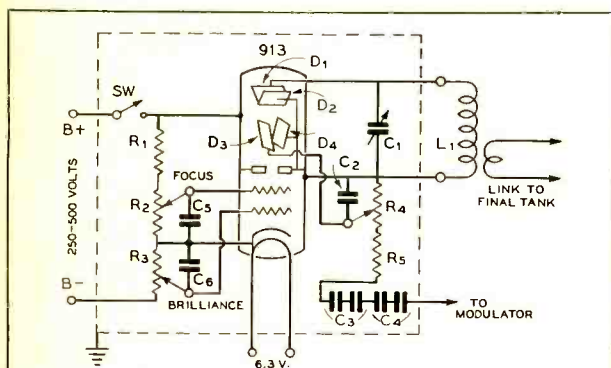 913
D1
D2
SW
B+
R1
D3
D4
C1
L1
C2
250-500 VOLTS
FOCUS
R2
C5
R4
LINK TO
FINAL TANK
R3
C6
R5
B-
BRILLIANCE
C3
C4
TO
MODULATOR
6.3 V.